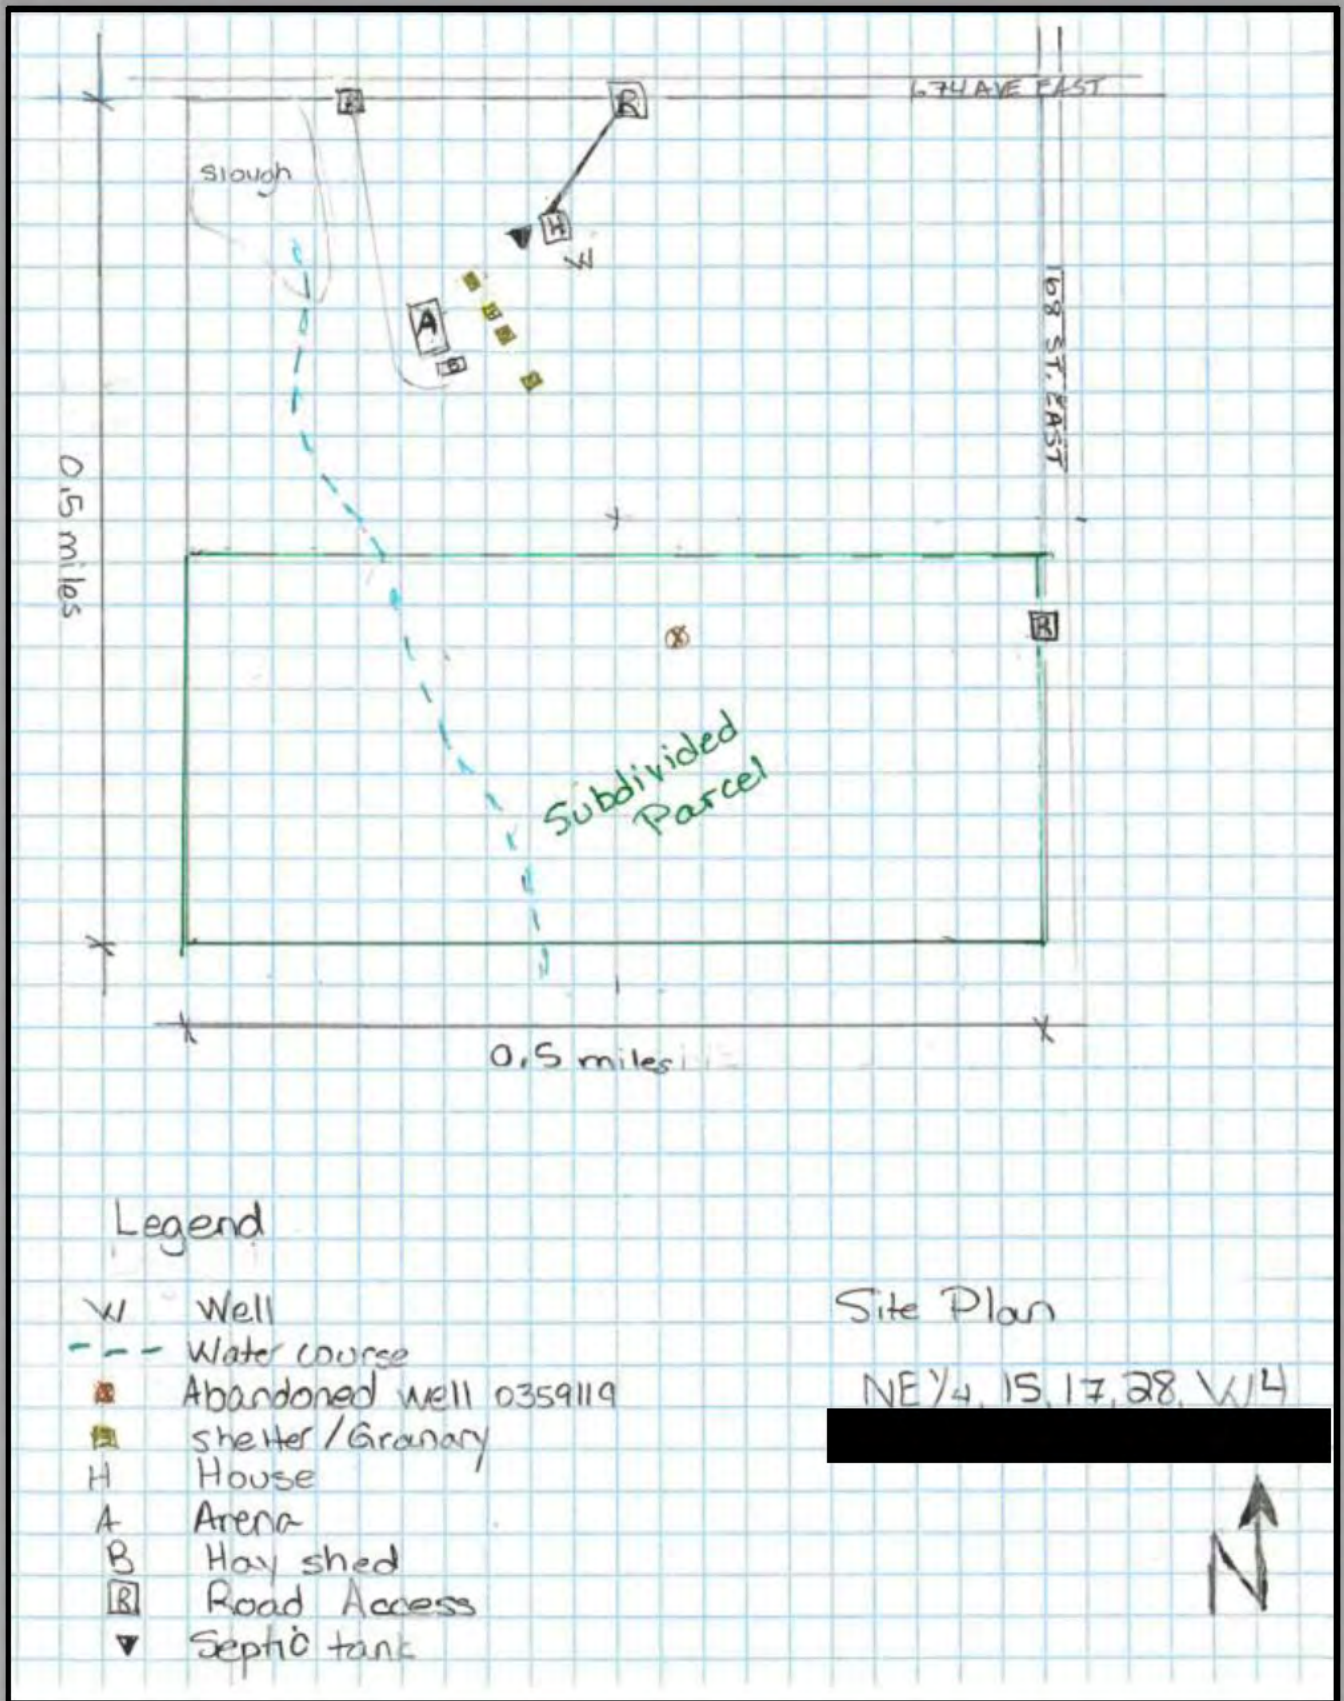 674 AVE EAST
R
R
slough
H
W
A
B
168 ST. EAST
0.5 miles
R
Subdivided
Parcel
0.5 miles
Legend
W Well
Water course
Abandoned well 0359119
shelter/Granary
H House
A Arena
B Hay shed
R Road Access
Septic tank
Site Plan
NE 1/4, 15, 17, 28, W4
N